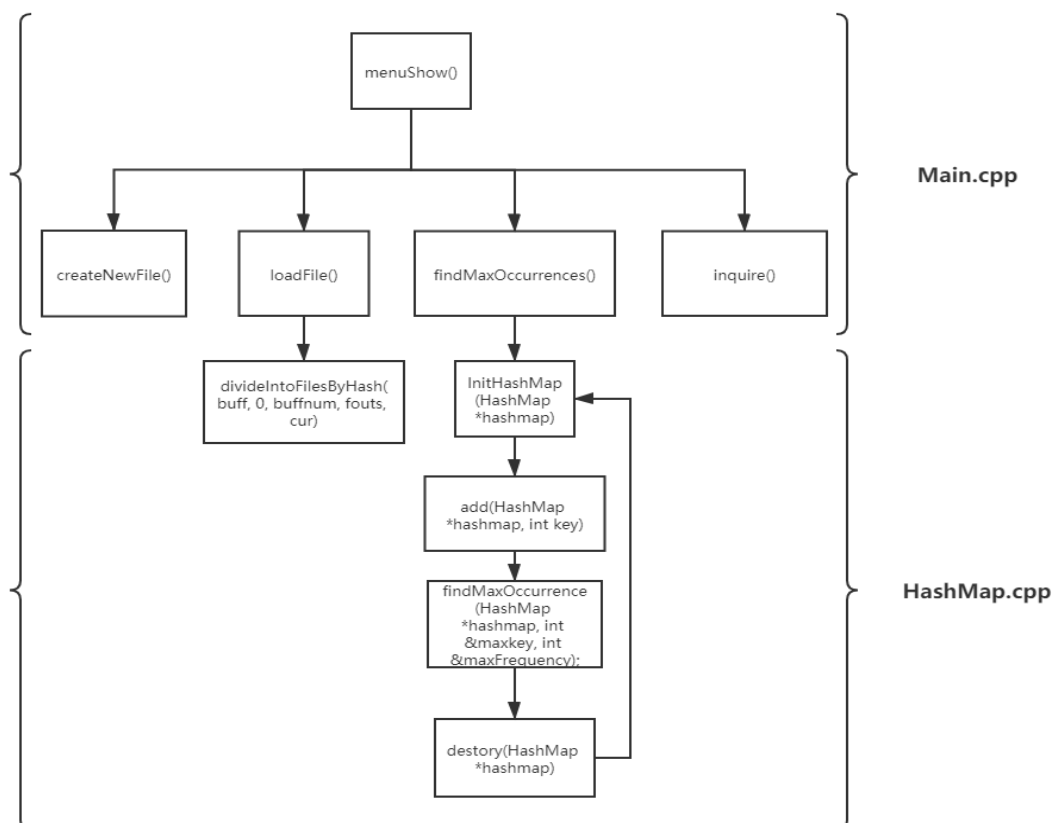 menuShow()
Main.cpp
createNewFile()
loadFile()
findMaxOccurrences()
inquire()
divideIntoFilesByHash(
buff, 0, buffnum, fouts,
cur)
InitHashMap
(HashMap
*hashmap)
add(HashMap
*hashmap, int key)
findMaxOccurrence
(HashMap
*hashmap, int
&maxkey, int
&maxFrequency);
HashMap.cpp
destory(HashMap
*hashmap)